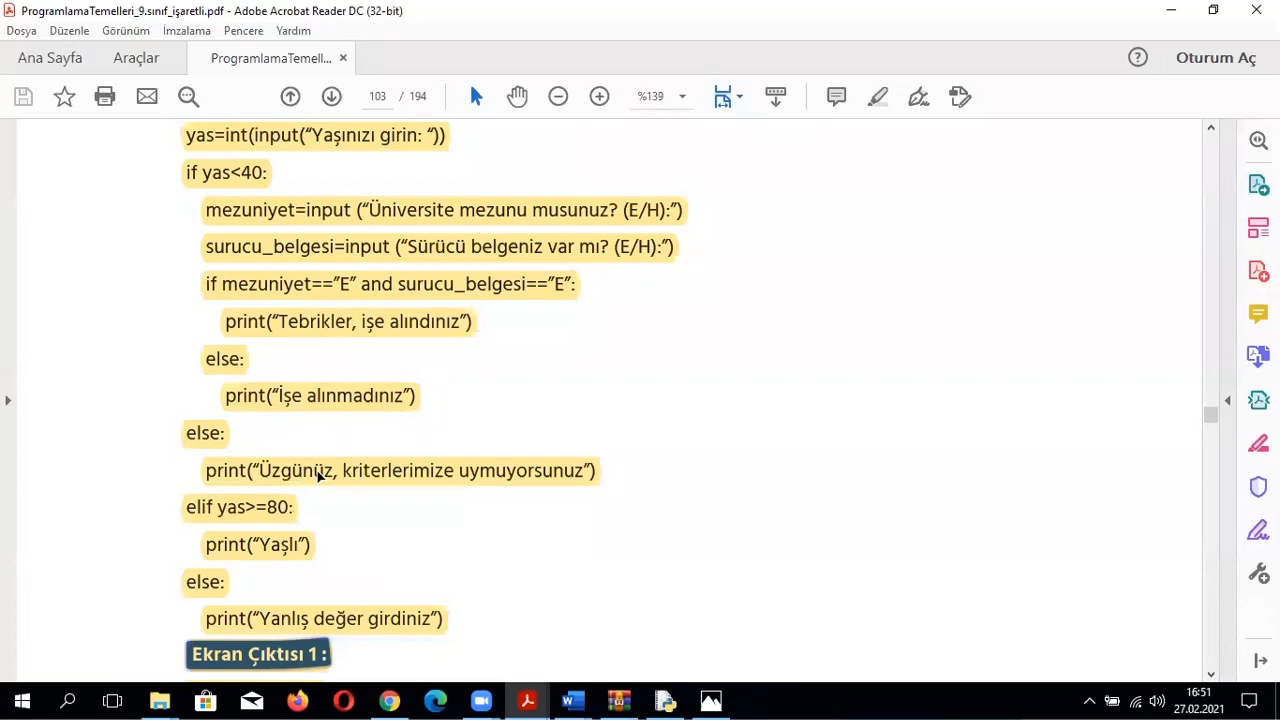 ProgramlamaTemelleri_9.sınıf_işaretli.pdf - Adobe Acrobat Reader DC (32-bit)
Dosya Düzenle Görünüm İmzalama Pencere Yardım
Ana Sayfa Araçlar ProgramlamaTemell... × Oturum Aç
103 / 194 %139
yas=int(input(“Yaşınızı girin: “))
if yas<40:
mezuniyet=input (“Üniversite mezunu musunuz? (E/H):”)
surucu_belgesi=input (“Sürücü belgeniz var mı? (E/H):”)
if mezuniyet==”E” and surucu_belgesi==”E”:
print(“Tebrikler, işe alındınız”)
else:
print(“İşe alınmadınız”)
else:
print(“Üzgünüz, kriterlerimize uymuyorsunuz”)
elif yas>=80:
print(“Yaşlı”)
else:
print(“Yanlış değer girdiniz”)
Ekran Çıktısı 1 :
16:51
27.02.2021